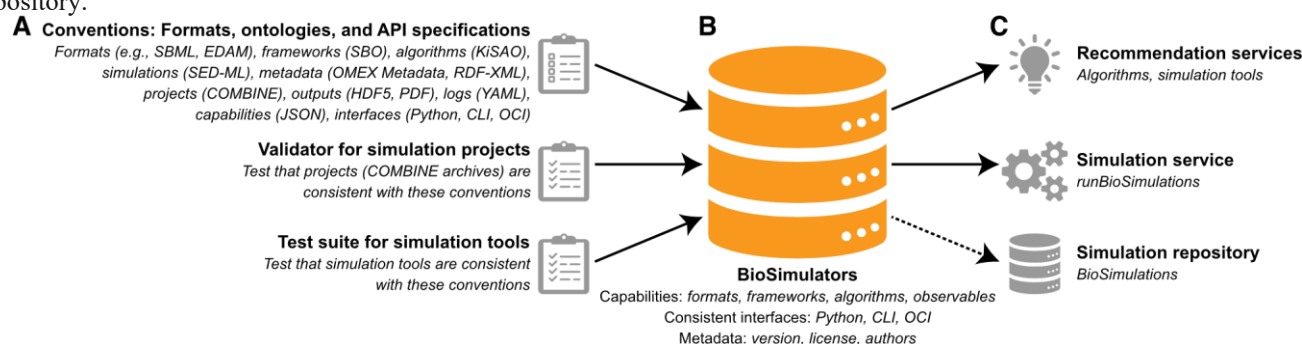 pository.
A Conventions: Formats, ontologies, and API specifications
Formats (e.g., SBML, EDAM), frameworks (SBO), algorithms (KiSAO),
simulations (SED-ML), metadata (OMEX Metadata, RDF-XML),
projects (COMBINE), outputs (HDF5, PDF), logs (YAML),
capabilities (JSON), interfaces (Python, CLI, OCI)
Validator for simulation projects
Test that projects (COMBINE archives) are
consistent with these conventions
Test suite for simulation tools
Test that simulation tools are consistent
with these conventions
B
BioSimulators
Capabilities: formats, frameworks, algorithms, observables
Consistent interfaces: Python, CLI, OCI
Metadata: version, license, authors
C
Recommendation services
Algorithms, simulation tools
Simulation service
runBioSimulations
Simulation repository
BioSimulations